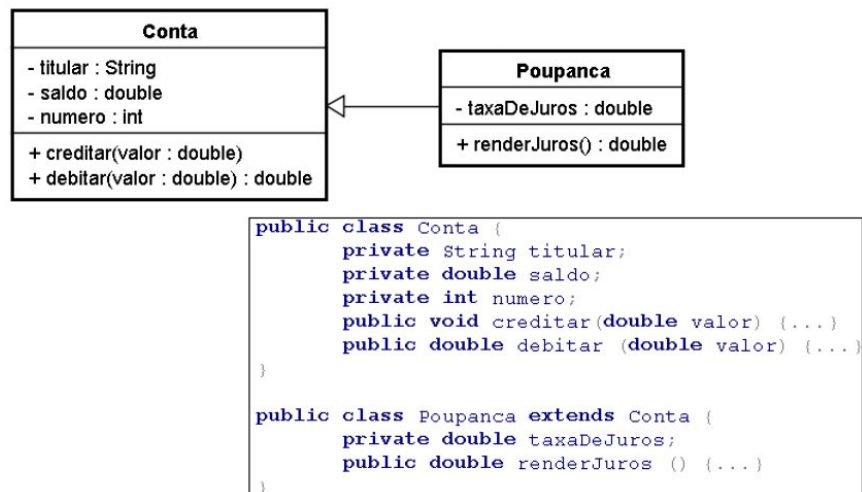 Conta
- titular : String
- saldo : double
- numero : int
+ creditar(valor : double)
+ debitar(valor : double) : double
Poupanca
- taxaDeJuros : double
+ renderJuros() : double
public class Conta {
private String titular;
private double saldo;
private int numero;
public void creditar(double valor) {...}
public double debitar (double valor) {...}
}
public class Poupanca extends Conta {
private double taxaDeJuros;
public double renderJuros () {...}
}